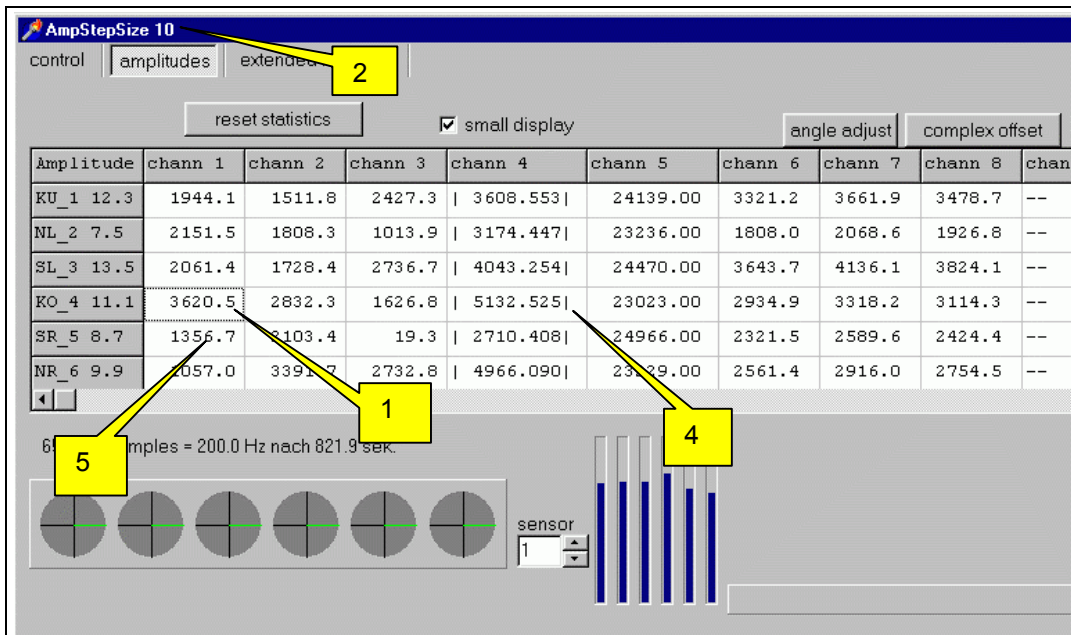 AmpStepSize 10
control amplitudes extended
2
reset statistics small display angle adjust complex offset
Amplitude chann 1 chann 2 chann 3 chann 4 chann 5 chann 6 chann 7 chann 8 chan
KU_1 12.3 1944.1 1511.8 2427.3 | 3608.553| 24139.00 3321.2 3661.9 3478.7 --
NL_2 7.5 2151.5 1808.3 1013.9 | 3174.447| 23236.00 1808.0 2068.6 1926.8 --
SL_3 13.5 2061.4 1728.4 2736.7 | 4043.254| 24470.00 3643.7 4136.1 3824.1 --
KO_4 11.1 3620.5 2832.3 1626.8 | 5132.525| 23023.00 2934.9 3318.2 3114.3 --
SR_5 8.7 1356.7 2103.4 19.3 | 2710.408| 24966.00 2321.5 2589.6 2424.4 --
NR_6 9.9 2732.8 | 4966.090| 2561.4 2916.0 2754.5 --
1
4
5
= 200.0 Hz nach 821.9 sek.
sensor
1